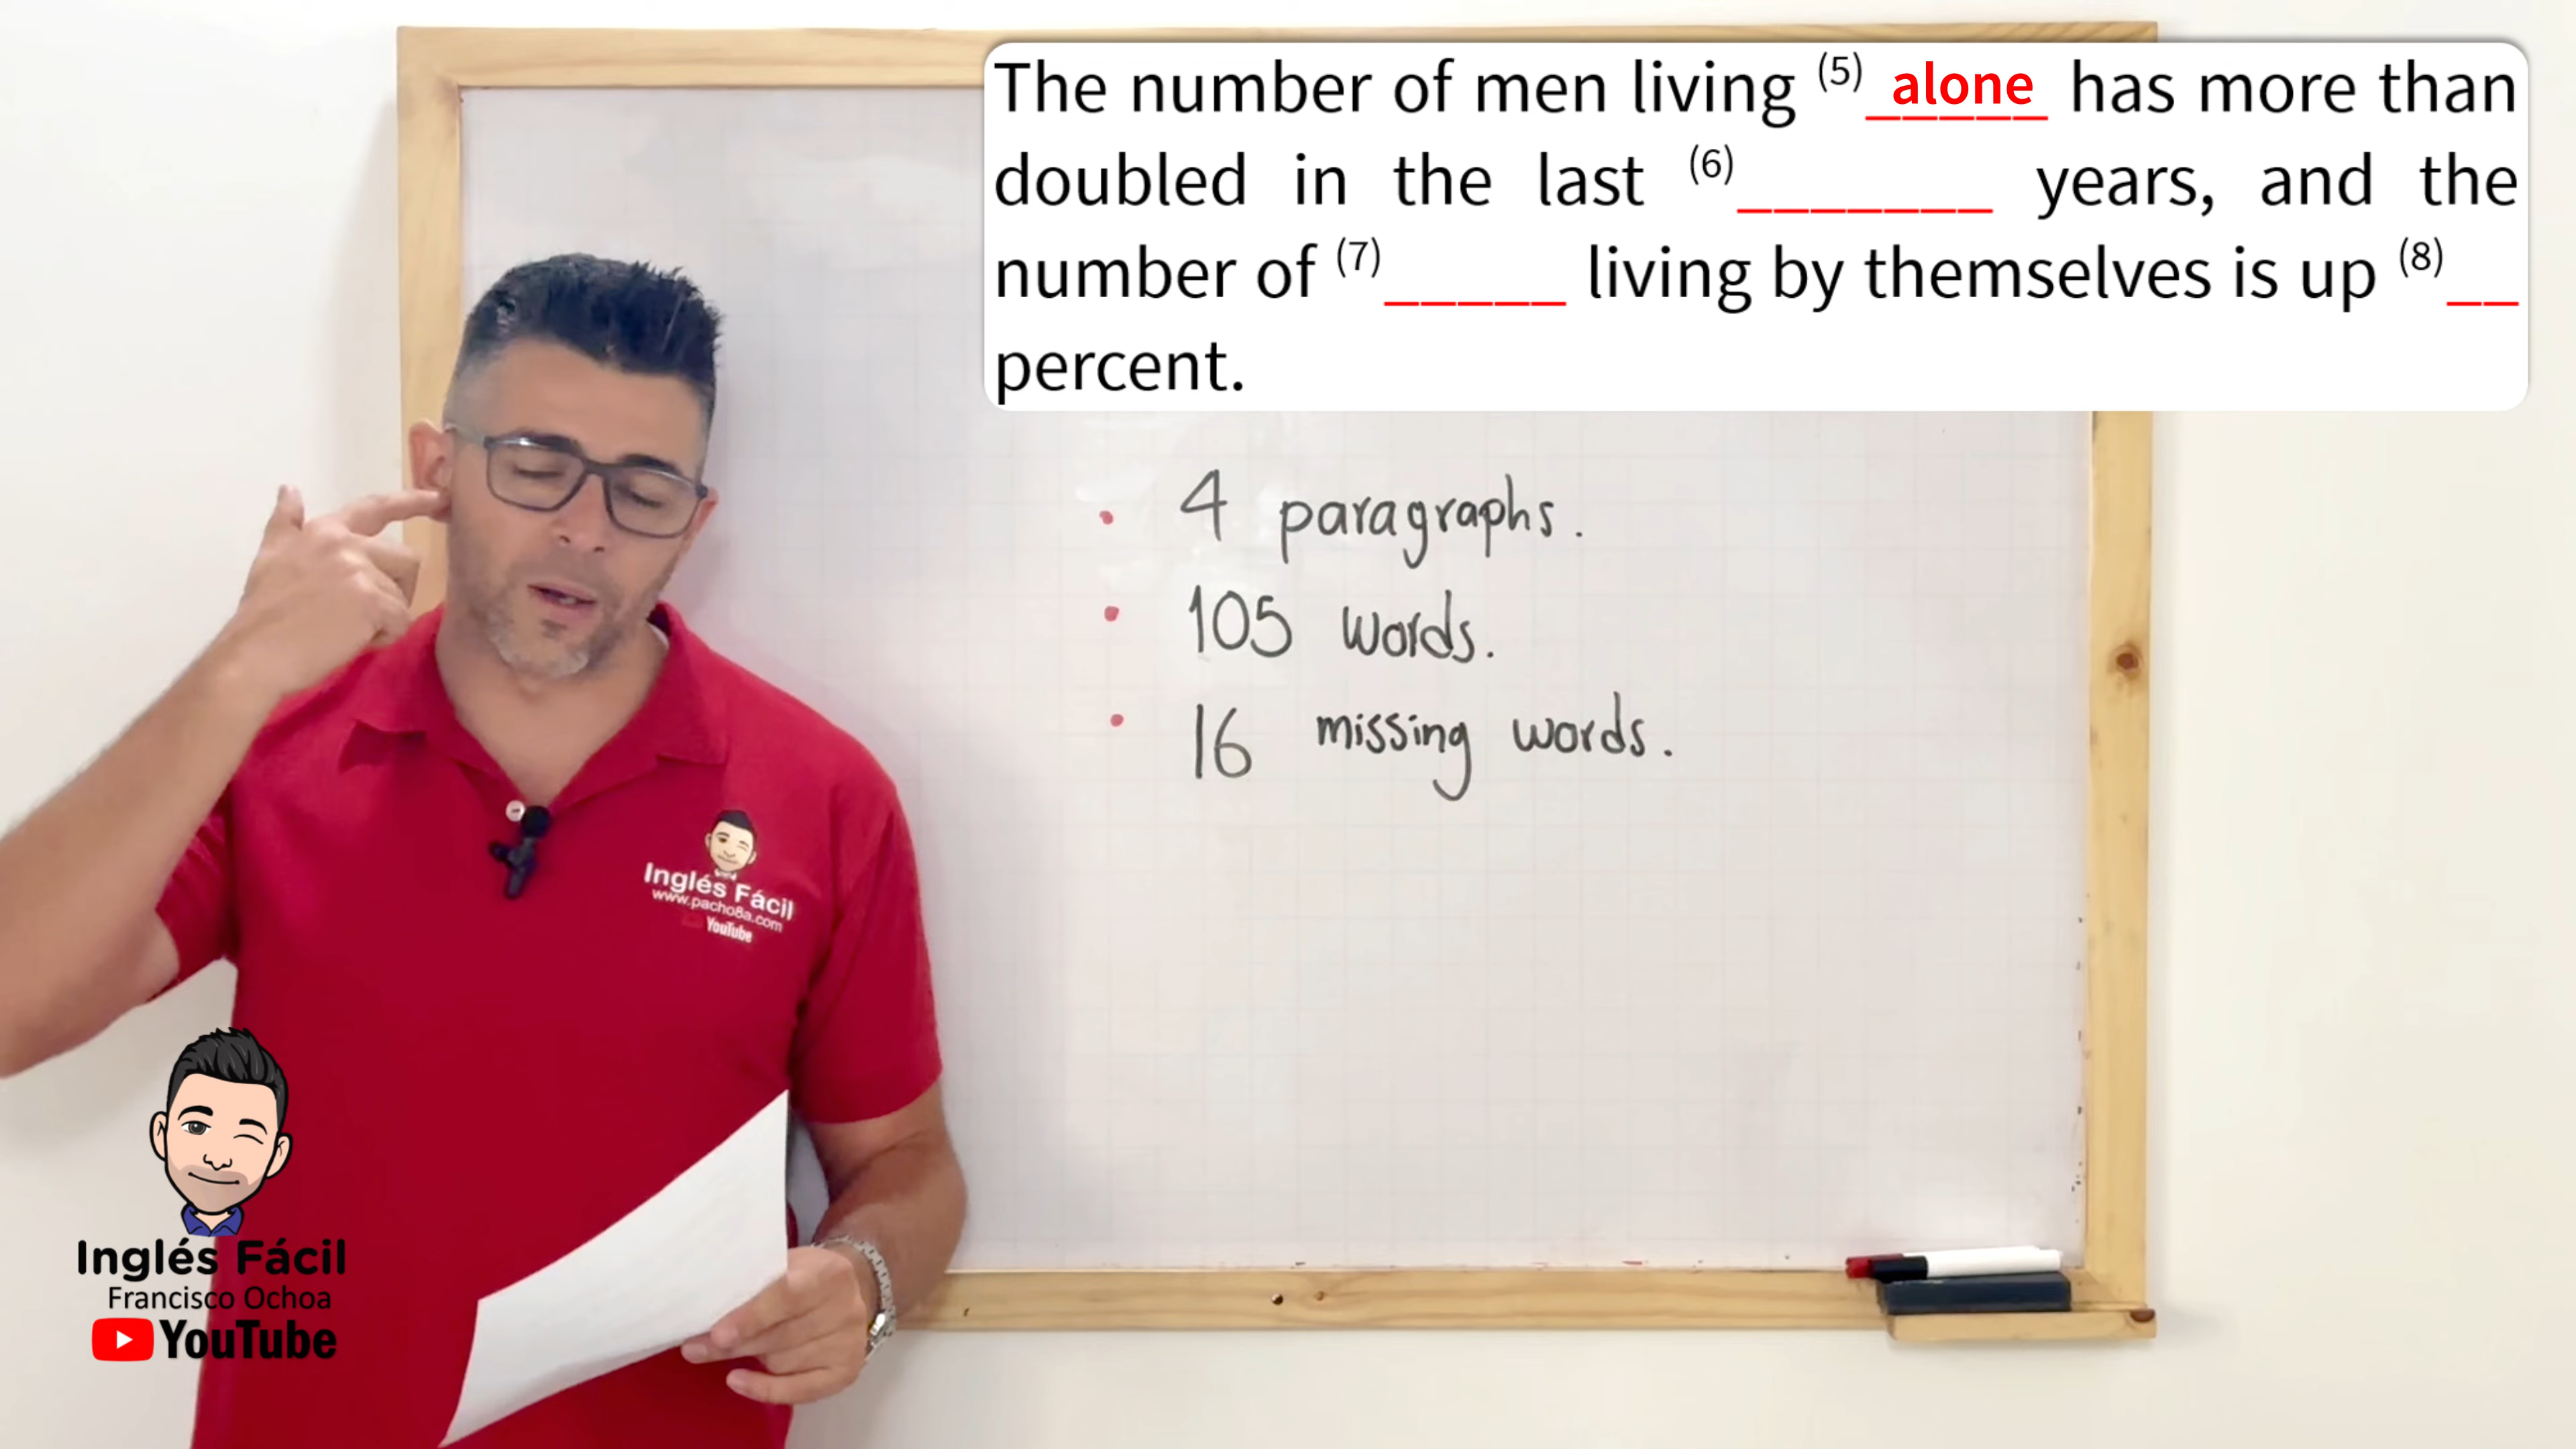 The number of men living (5) alone has more than
doubled in the last (6)_______ years, and the
number of (7)_____ living by themselves is up (8)__
percent.
• 4 paragraphs.
• 105 words.
• 16 missing words.
Inglés Fácil
www.pacho8a.com
YouTube
Inglés Fácil
Francisco Ochoa
YouTube